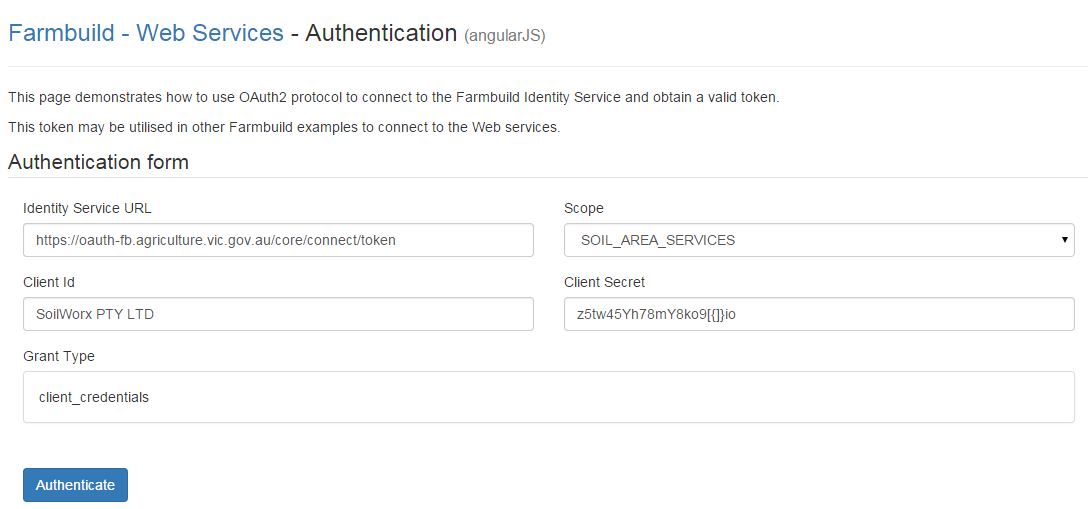 Farmbuild - Web Services - Authentication (angularJS)
This page demonstrates how to use OAuth2 protocol to connect to the Farmbuild Identity Service and obtain a valid token.
This token may be utilised in other Farmbuild examples to connect to the Web services.
Authentication form
Identity Service URL
https://oauth-fb.agriculture.vic.gov.au/core/connect/token
Scope
SOIL_AREA_SERVICES
Client Id
SoilWorx PTY LTD
Client Secret
z5tw45Yh78mY8ko9[{]}io
Grant Type
client_credentials
Authenticate